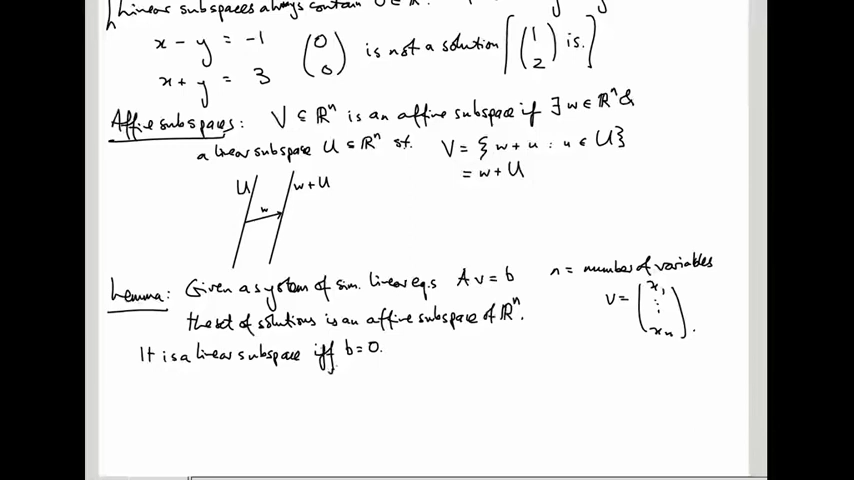 Linear subspaces always contain 0 ∈ ℝⁿ.
x - y = -1
x + y = 3
(0 0) is not a solution [(1 2) is.]
Affine subspaces: V ⊆ ℝⁿ is an affine subspace if ∃ w ∈ ℝⁿ &
a linear subspace U ⊆ ℝⁿ st. V = {w + u : u ∈ U}
= w + U
U w w + U
Lemma: Given a system of sim. linear eqs Av = b n = number of variables
the set of solutions is an affine subspace of ℝⁿ. v = (x₁ ⋮ xₙ).
It is a linear subspace iff b = 0.